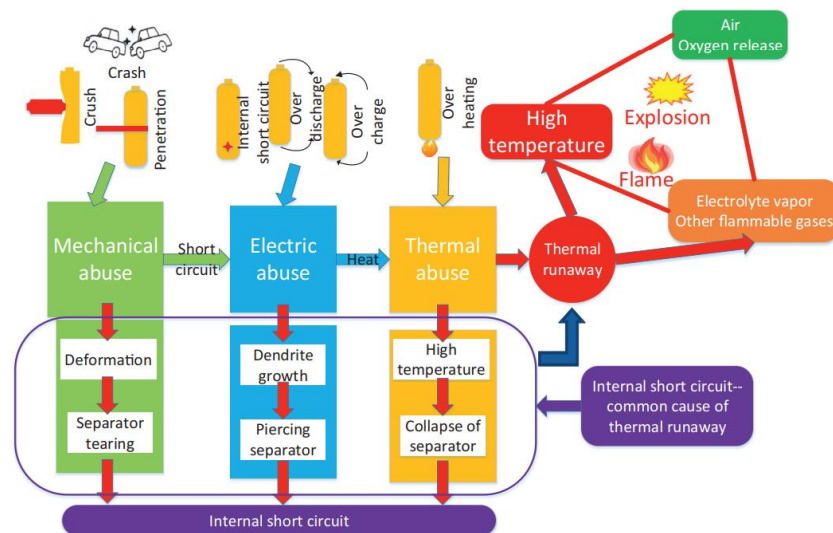 Crash
Crush
Penetration
Internal
short circuit
Over
discharge
Over
charge
Over
heating
Air
Oxygen release
High
temperature
Explosion
Flame
Electrolyte vapor
Other flammable gases
Mechanical
abuse
Short
circuit
Electric
abuse
Heat
Thermal
abuse
Thermal
runaway
Deformation
Separator
tearing
Dendrite
growth
Piercing
separator
High
temperature
Collapse of
separator
Internal short circuit--
common cause of
thermal runaway
Internal short circuit